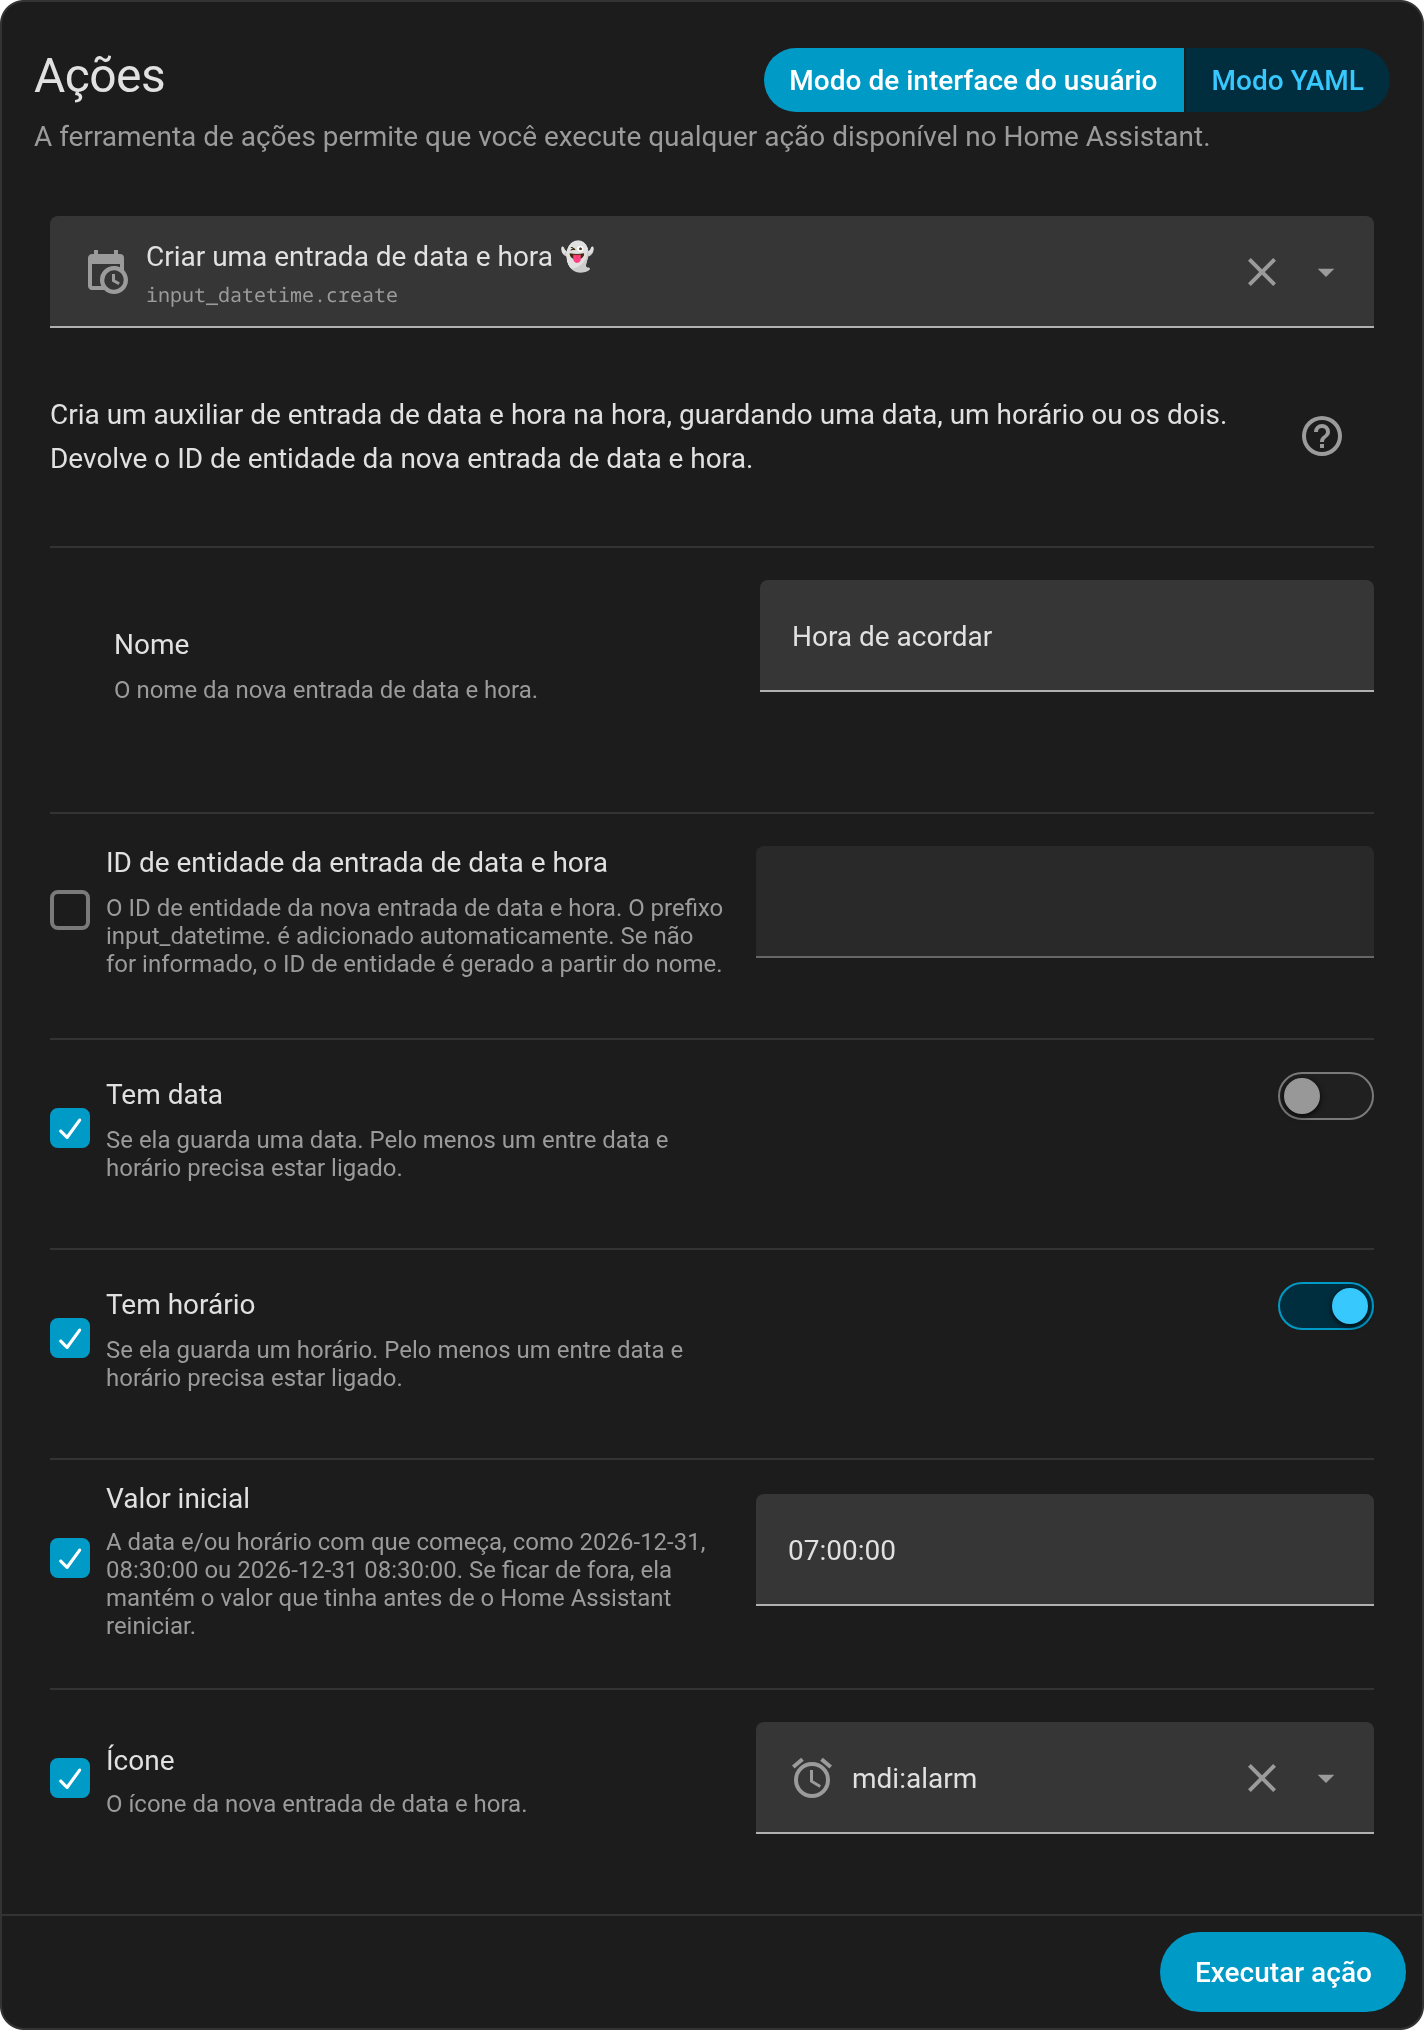 Ações
Modo de interface do usuário
Modo YAML
A ferramenta de ações permite que você execute qualquer ação disponível no Home Assistant.
Criar uma entrada de data e hora 👻
input_datetime.create
Cria um auxiliar de entrada de data e hora na hora, guardando uma data, um horário ou os dois.
Devolve o ID de entidade da nova entrada de data e hora.
Nome
O nome da nova entrada de data e hora.
Hora de acordar
ID de entidade da entrada de data e hora
O ID de entidade da nova entrada de data e hora. O prefixo
input_datetime. é adicionado automaticamente. Se não
for informado, o ID de entidade é gerado a partir do nome.
Tem data
Se ela guarda uma data. Pelo menos um entre data e
horário precisa estar ligado.
Tem horário
Se ela guarda um horário. Pelo menos um entre data e
horário precisa estar ligado.
Valor inicial
A data e/ou horário com que começa, como 2026-12-31,
08:30:00 ou 2026-12-31 08:30:00. Se ficar de fora, ela
mantém o valor que tinha antes de o Home Assistant
reiniciar.
07:00:00
Ícone
O ícone da nova entrada de data e hora.
mdi:alarm
Executar ação